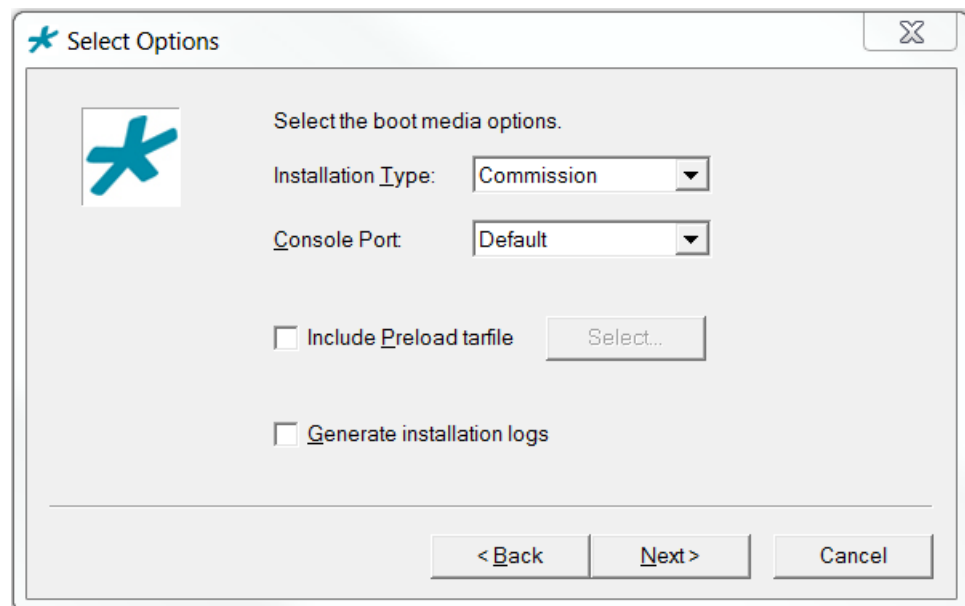 Select Options
Select the boot media options.
Installation Type: Commission
Console Port: Default
Include Preload tarfile Select...
Generate installation logs
< Back Next > Cancel